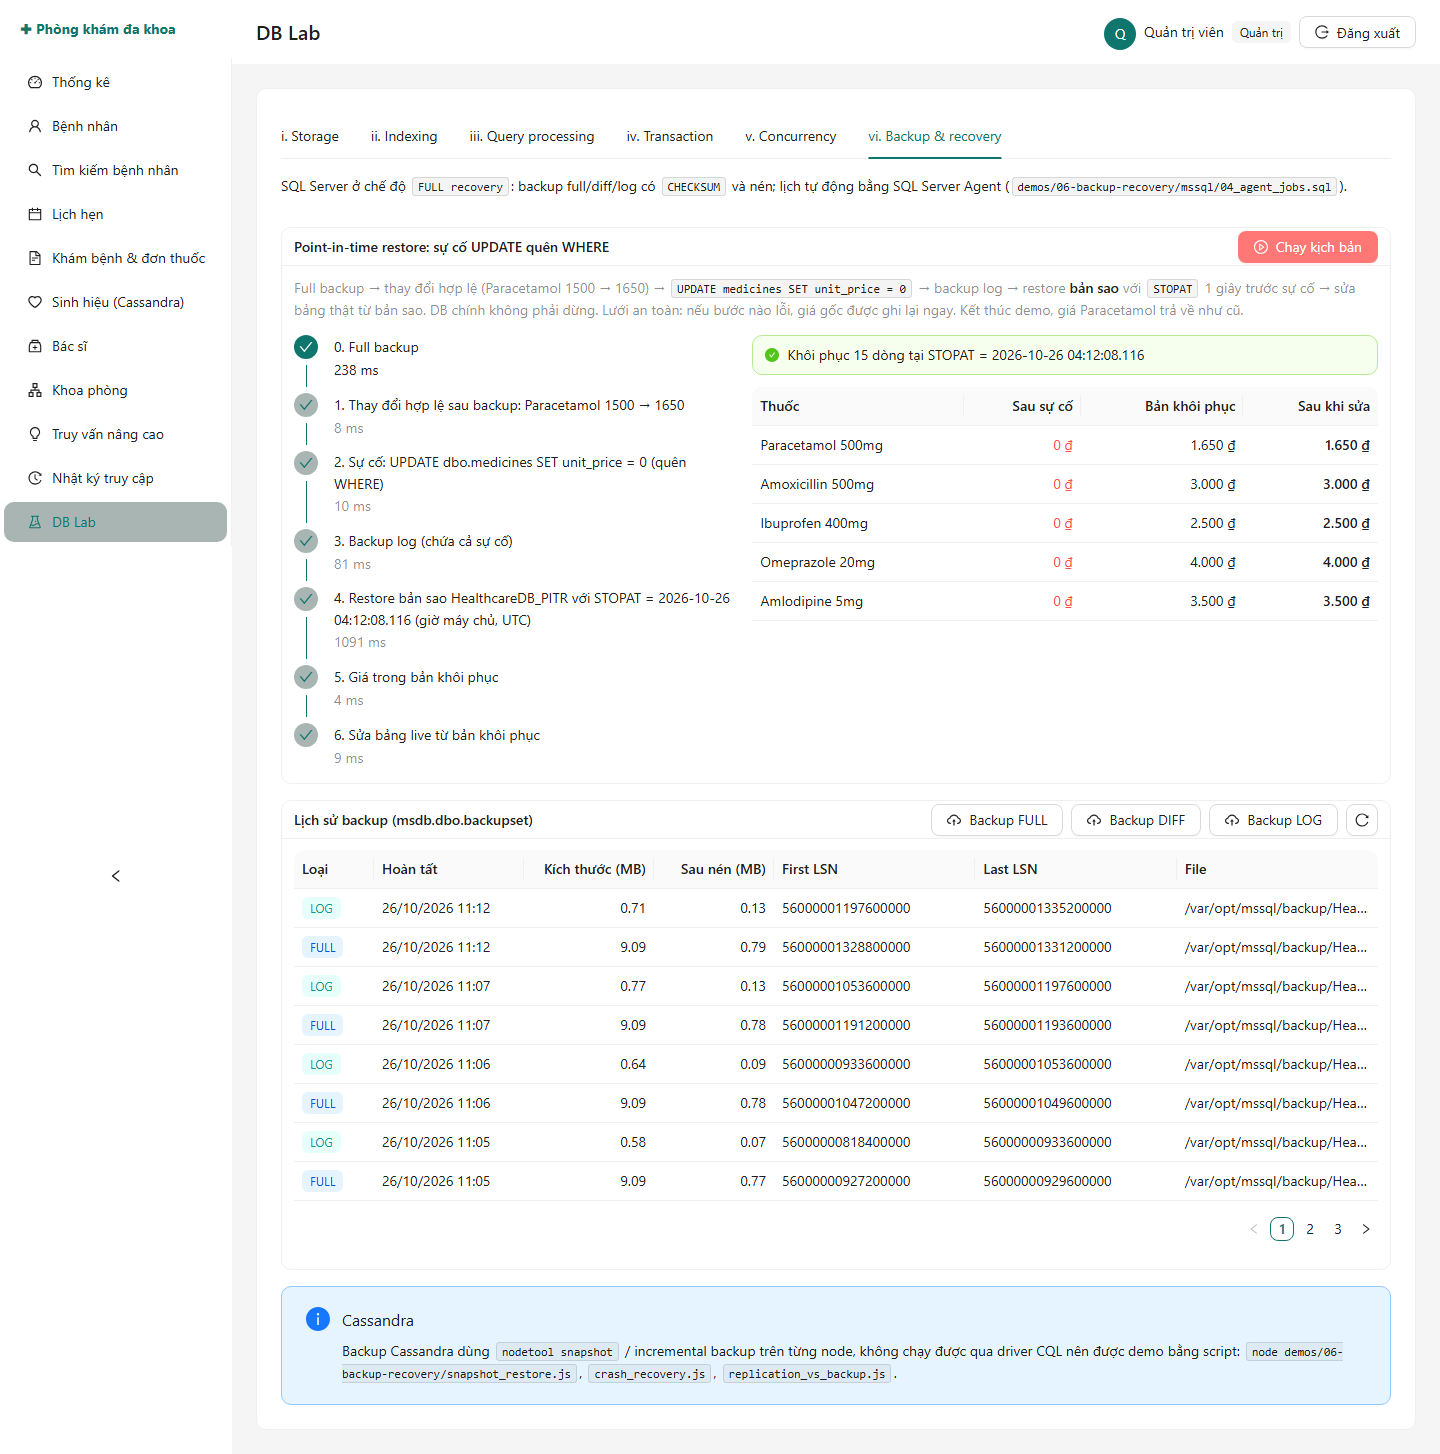 Phòng khám đa khoa
DB Lab
Q Quản trị viên Quản trị Đăng xuất
Thống kê
Bệnh nhân
Tìm kiếm bệnh nhân
Lịch hẹn
Khám bệnh & đơn thuốc
Sinh hiệu (Cassandra)
Bác sĩ
Khoa phòng
Truy vấn nâng cao
Nhật ký truy cập
DB Lab
i. Storage ii. Indexing iii. Query processing iv. Transaction v. Concurrency vi. Backup & recovery
SQL Server ở chế độ FULL recovery : backup full/diff/log có CHECKSUM và nén; lịch tự động bằng SQL Server Agent ( demos/06-backup-recovery/mssql/04_agent_jobs.sql ).
Point-in-time restore: sự cố UPDATE quên WHERE
Chạy kịch bản
Full backup → thay đổi hợp lệ (Paracetamol 1500 → 1650) → UPDATE medicines SET unit_price = 0 → backup log → restore bản sao với STOPAT 1 giây trước sự cố → sửa
bảng thật từ bản sao. DB chính không phải dừng. Lưới an toàn: nếu bước nào lỗi, giá gốc được ghi lại ngay. Kết thúc demo, giá Paracetamol trả về như cũ.
0. Full backup
238 ms
1. Thay đổi hợp lệ sau backup: Paracetamol 1500 → 1650
8 ms
2. Sự cố: UPDATE dbo.medicines SET unit_price = 0 (quên
WHERE)
10 ms
3. Backup log (chứa cả sự cố)
81 ms
4. Restore bản sao HealthcareDB_PITR với STOPAT = 2026-10-26
04:12:08.116 (giờ máy chủ, UTC)
1091 ms
5. Giá trong bản khôi phục
4 ms
6. Sửa bảng live từ bản khôi phục
9 ms
Khôi phục 15 dòng tại STOPAT = 2026-10-26 04:12:08.116
Thuốc Sau sự cố Bản khôi phục Sau khi sửa
Paracetamol 500mg 0 ₫ 1.650 ₫ 1.650 ₫
Amoxicillin 500mg 0 ₫ 3.000 ₫ 3.000 ₫
Ibuprofen 400mg 0 ₫ 2.500 ₫ 2.500 ₫
Omeprazole 20mg 0 ₫ 4.000 ₫ 4.000 ₫
Amlodipine 5mg 0 ₫ 3.500 ₫ 3.500 ₫
Lịch sử backup (msdb.dbo.backupset)
Backup FULL Backup DIFF Backup LOG
Loại Hoàn tất Kích thước (MB) Sau nén (MB) First LSN Last LSN File
LOG 26/10/2026 11:12 0.71 0.13 56000001197600000 56000001335200000 /var/opt/mssql/backup/Hea...
FULL 26/10/2026 11:12 9.09 0.79 56000001328800000 56000001331200000 /var/opt/mssql/backup/Hea...
LOG 26/10/2026 11:07 0.77 0.13 56000001053600000 56000001197600000 /var/opt/mssql/backup/Hea...
FULL 26/10/2026 11:07 9.09 0.78 56000001191200000 56000001193600000 /var/opt/mssql/backup/Hea...
LOG 26/10/2026 11:06 0.64 0.09 56000000933600000 56000001053600000 /var/opt/mssql/backup/Hea...
FULL 26/10/2026 11:06 9.09 0.78 56000001047200000 56000001049600000 /var/opt/mssql/backup/Hea...
LOG 26/10/2026 11:05 0.58 0.07 56000000818400000 56000000933600000 /var/opt/mssql/backup/Hea...
FULL 26/10/2026 11:05 9.09 0.77 56000000927200000 56000000929600000 /var/opt/mssql/backup/Hea...
1 2 3
Cassandra
Backup Cassandra dùng nodetool snapshot / incremental backup trên từng node, không chạy được qua driver CQL nên được demo bằng script: node demos/06-
backup-recovery/snapshot_restore.js , crash_recovery.js , replication_vs_backup.js .